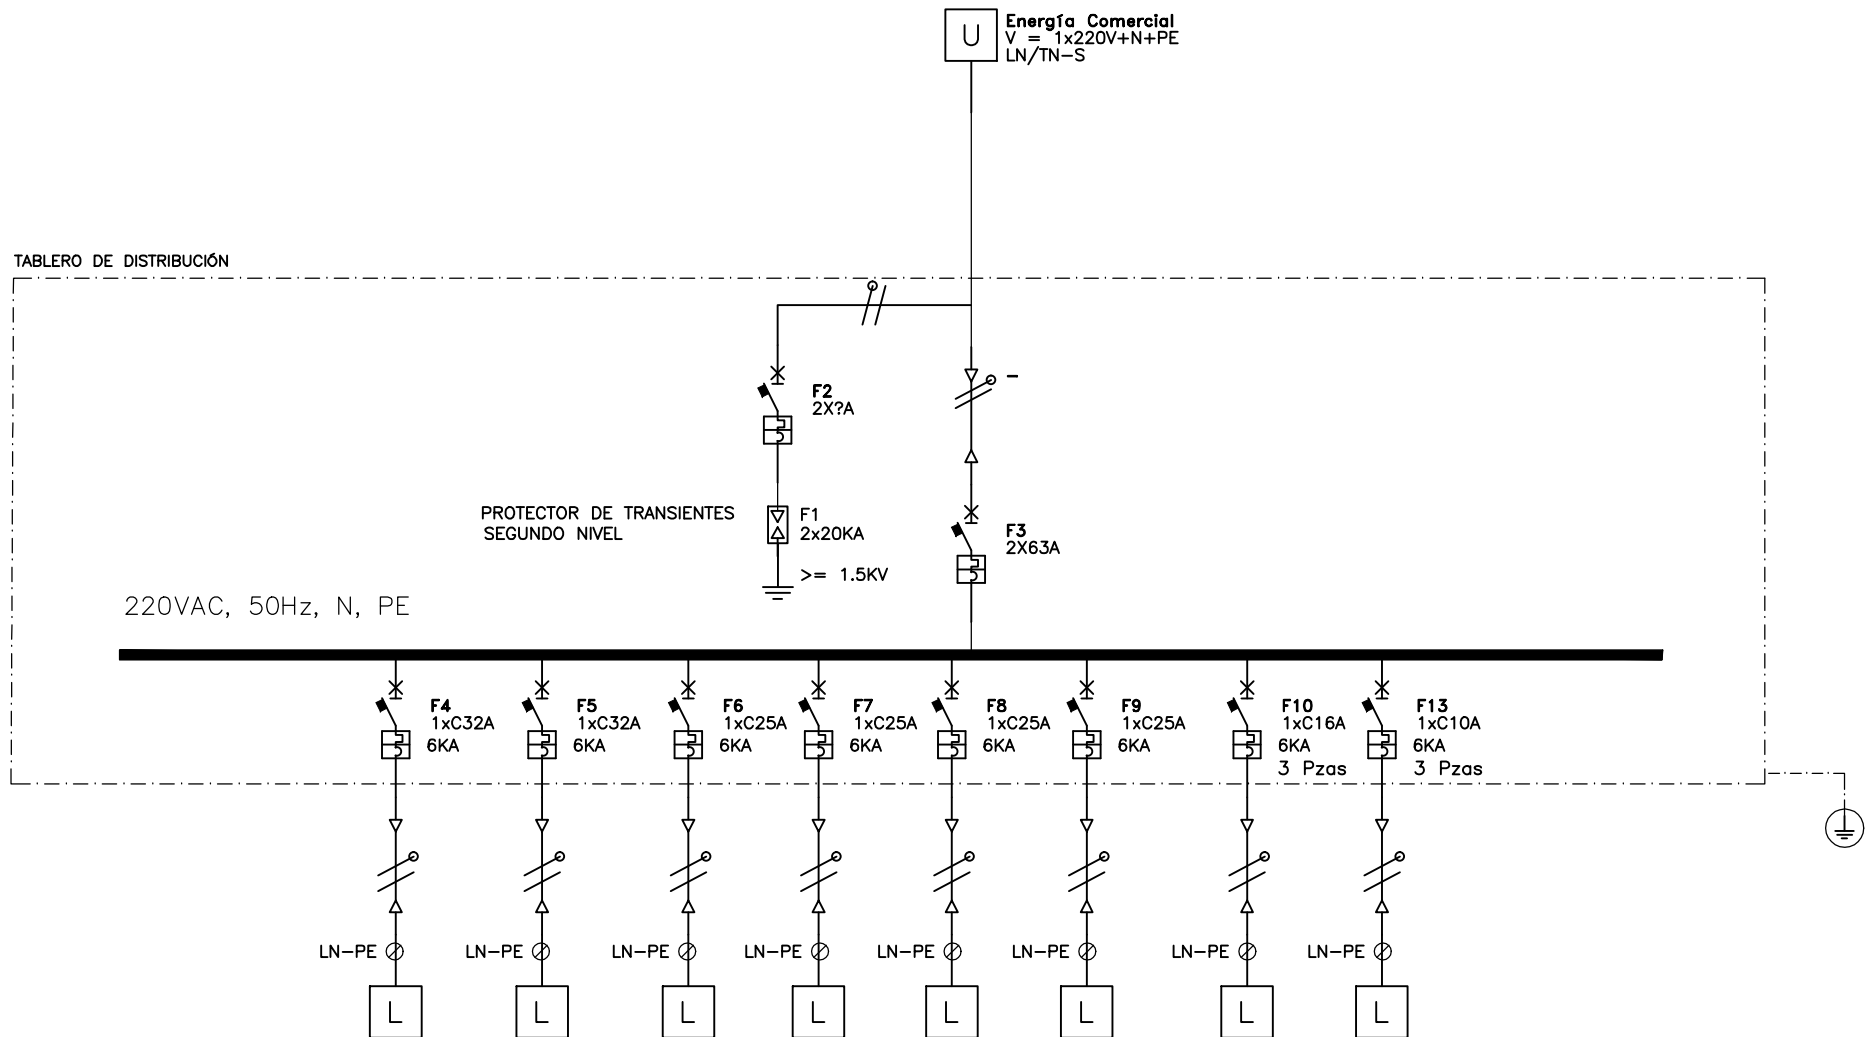 U
Energía Comercial
V = 1x220V+N+PE
LN/TN-S
TABLERO DE DISTRIBUCIÓN
F2
2X?A
-
PROTECTOR DE TRANSIENTES
SEGUNDO NIVEL
F1
2x20KA
>= 1.5KV
F3
2X63A
220VAC, 50Hz, N, PE
F4
1xC32A
6KA
F5
1xC32A
6KA
F6
1xC25A
6KA
F7
1xC25A
6KA
F8
1xC25A
6KA
F9
1xC25A
6KA
F10
1xC16A
6KA
3 Pzas
F13
1xC10A
6KA
3 Pzas
LN-PE
LN-PE
LN-PE
LN-PE
LN-PE
LN-PE
LN-PE
LN-PE
L
L
L
L
L
L
L
L